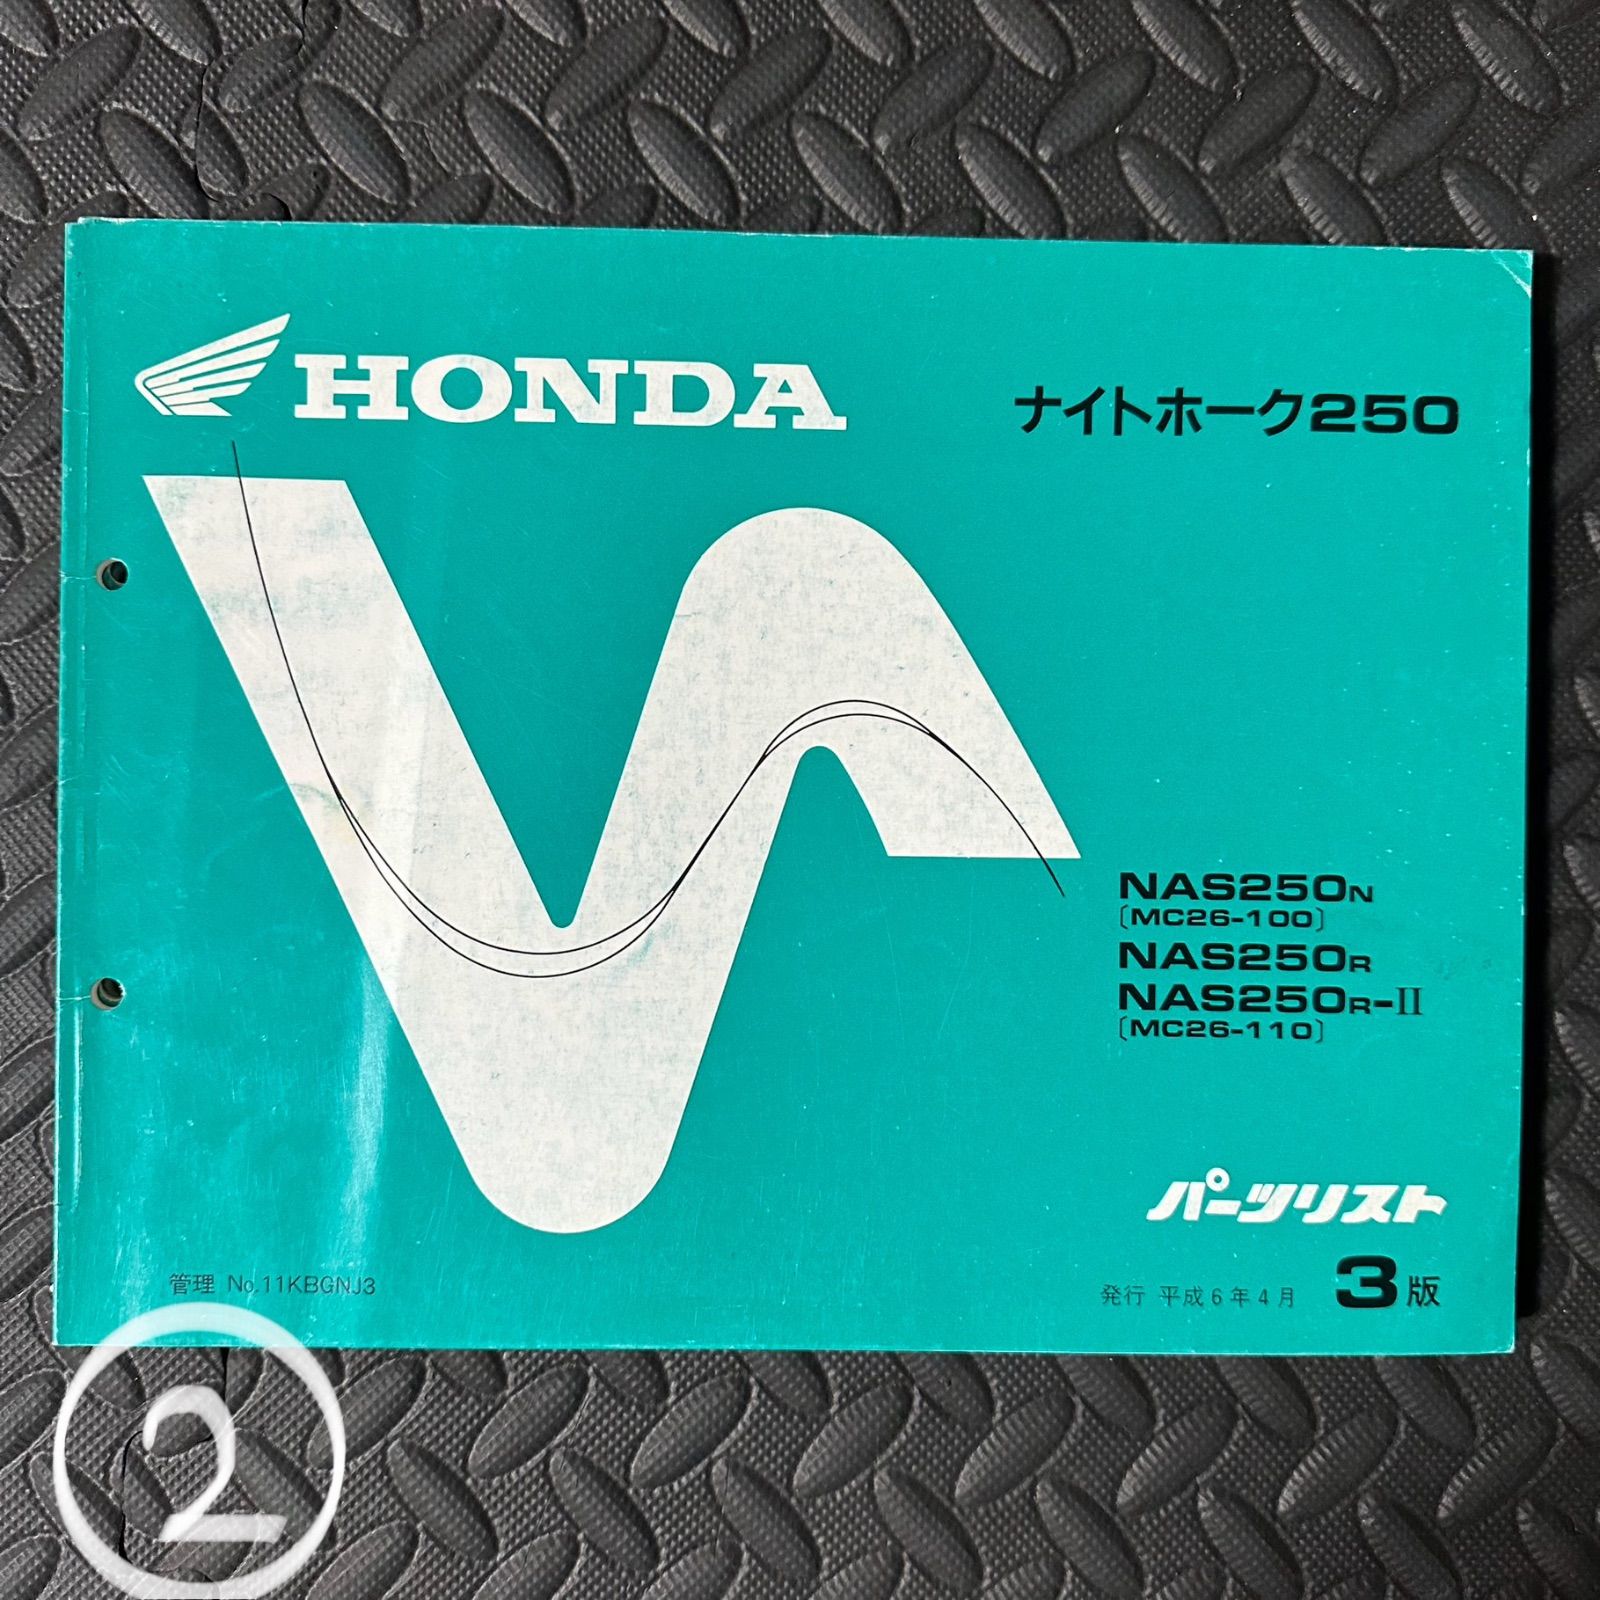 HONDA
ナイトホーク250
NAS250N
〔MC26-100〕
NAS250R
NAS250R-II
〔MC26-110〕
パーツリスト
管理 No.11KBGNJ3
発行 平成6年4月 3版
②